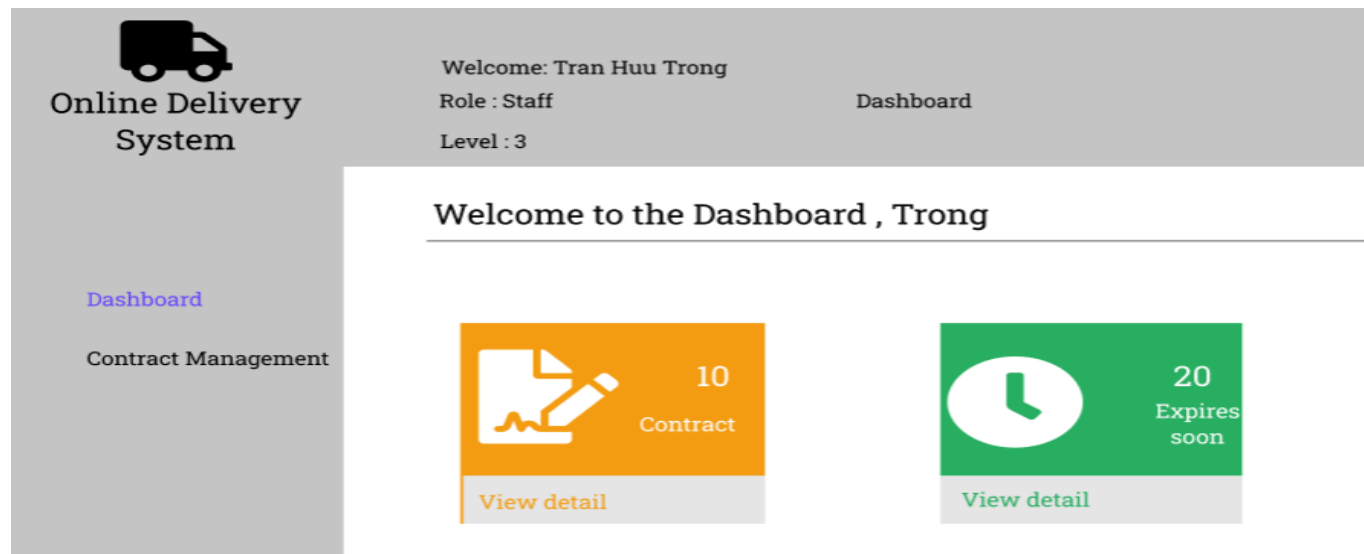 Online Delivery
System
Welcome: Tran Huu Trong
Role : Staff
Level : 3
Dashboard
Welcome to the Dashboard , Trong
Dashboard
Contract Management
10
Contract
View detail
20
Expires
soon
View detail